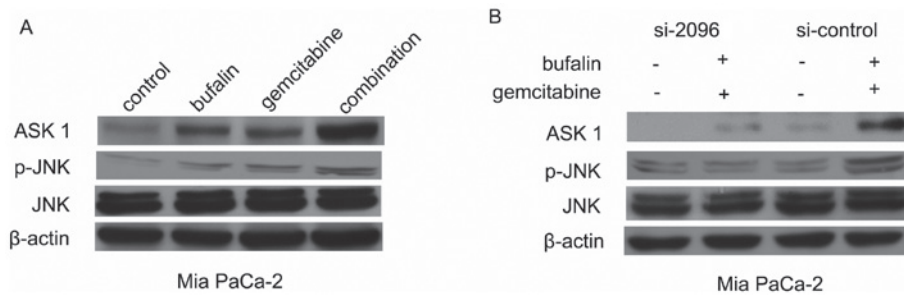 A
control bufalin gemcitabine combination
ASK 1
p-JNK
JNK
β-actin
Mia PaCa-2
B
si-2096 si-control
bufalin - + - +
gemcitabine - + - +
ASK 1
p-JNK
JNK
β-actin
Mia PaCa-2